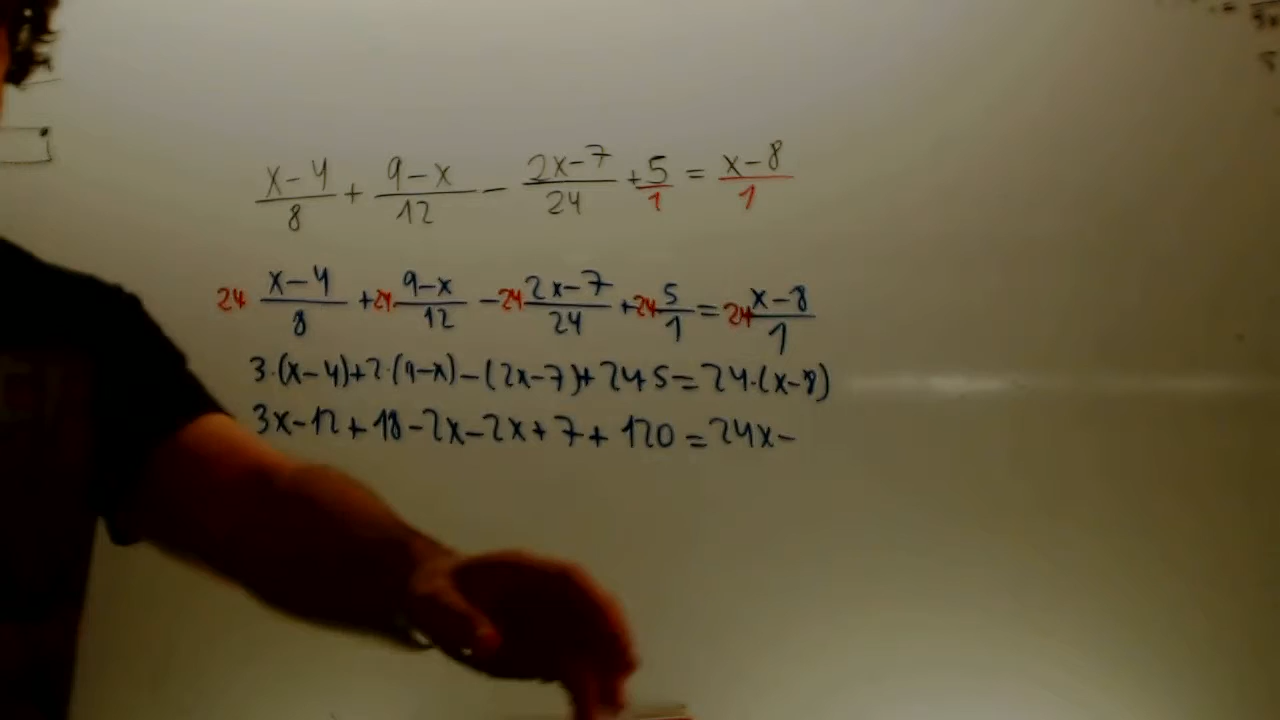 x-4/8 + 9-x/12 - 2x-7/24 + 5/1 = x-8/1
24 x-4/8 + 24 9-x/12 - 24 2x-7/24 + 24 5/1 = 24 x-8/1
3·(x-4)+2·(9-x)-(2x-7)+24·5=24·(x-8)
3x-12+18-2x-2x+7+120=24x-